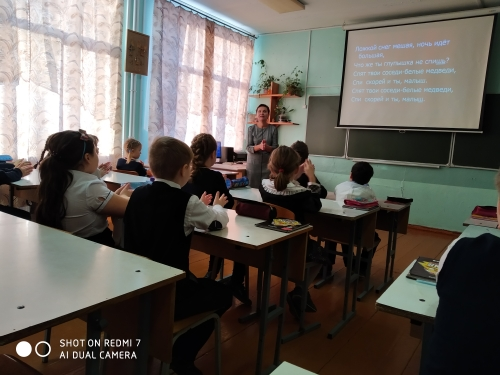 Ложкой снег мешая, ночь идёт
большая,
Что же ты глупышка не спишь?
Спят твои соседи-белые медведи,
Спи скорей и ты, малыш.
Спят твои соседи-белые медведи,
Спи скорей и ты, малыш.
SHOT ON REDMI 7
AI DUAL CAMERA